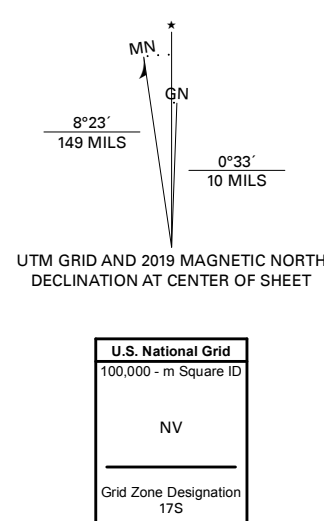 MN
GN
8°23´
149 MILS
0°33´
10 MILS
UTM GRID AND 2019 MAGNETIC NORTH
DECLINATION AT CENTER OF SHEET
U.S. National Grid
100,000 - m Square ID
NV
Grid Zone Designation
17S